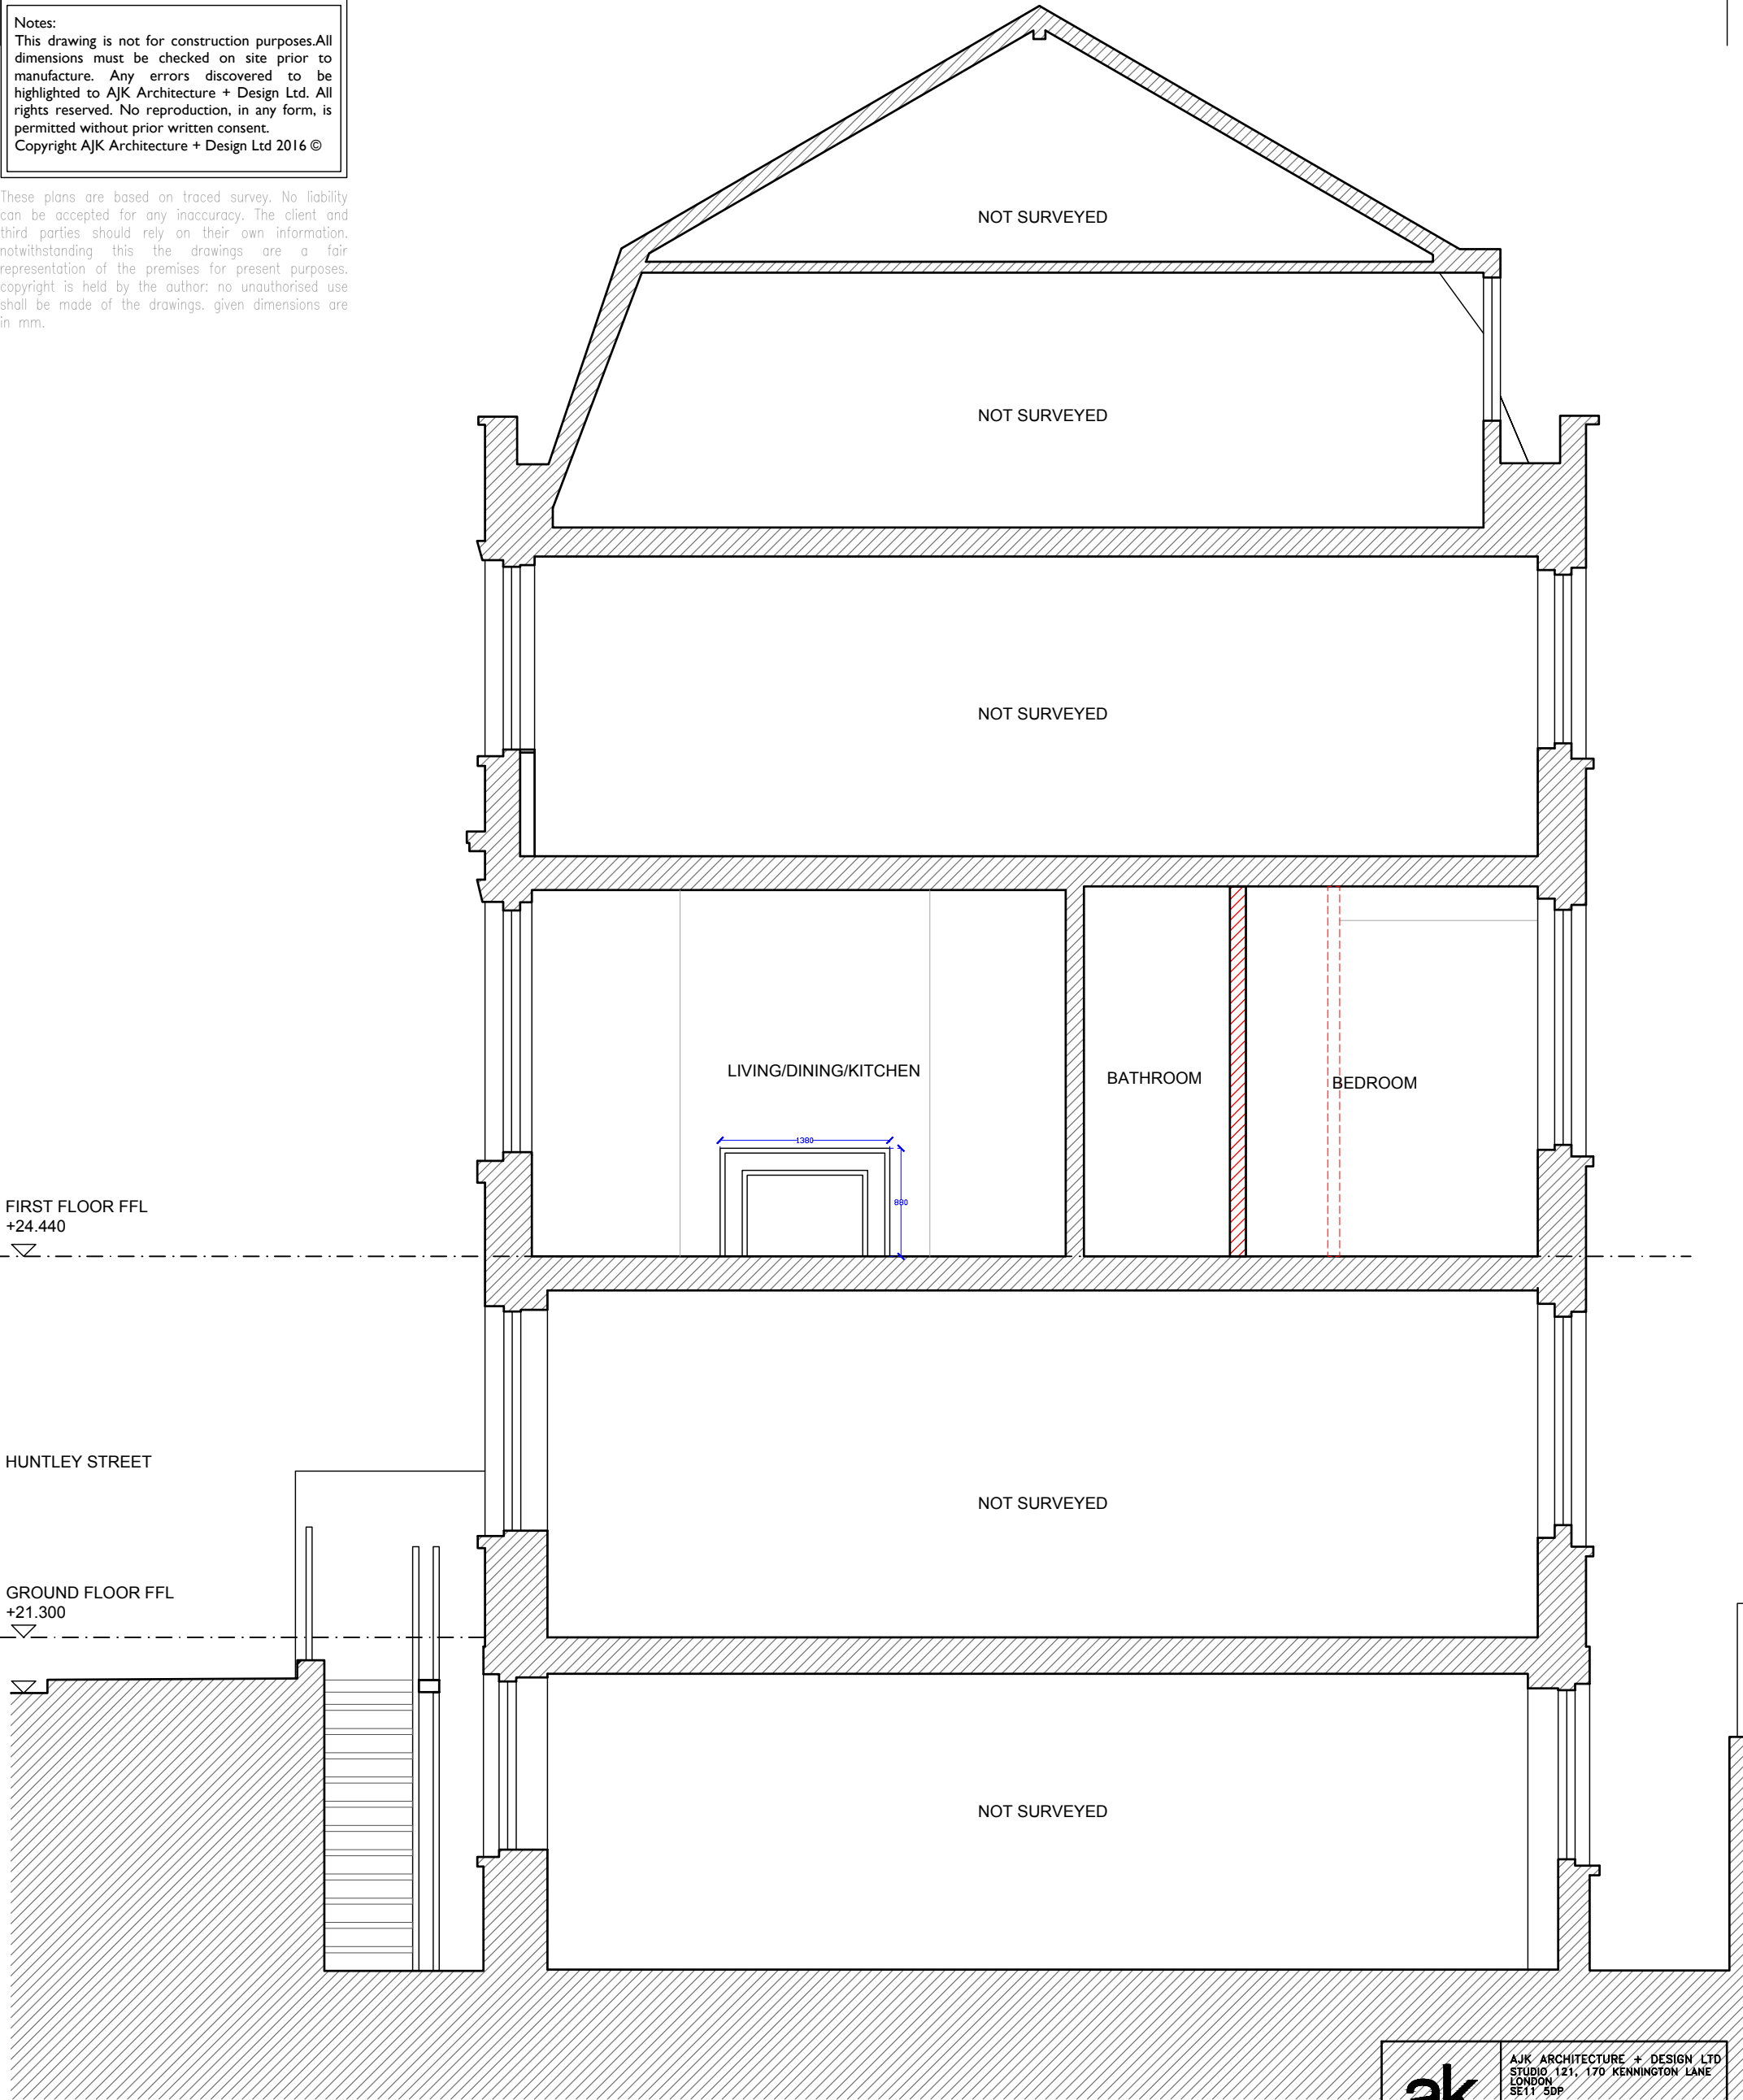 Notes:
This drawing is not for construction purposes.All
dimensions must be checked on site prior to
manufacture. Any errors discovered to be
highlighted to AJK Architecture + Design Ltd. All
rights reserved. No reproduction, in any form, is
permitted without prior written consent.
Copyright AJK Architecture + Design Ltd 2016 ©
These plans are based on traced survey. No liability
can be accepted for any inaccuracy. The client and
third parties should rely on their own information.
notwithstanding this the drawings are a fair
representation of the premises for present purposes.
copyright is held by the author: no unauthorised use
shall be made of the drawings. given dimensions are
in mm.
NOT SURVEYED
NOT SURVEYED
NOT SURVEYED
LIVING/DINING/KITCHEN
BATHROOM
BEDROOM
1380
880
FIRST FLOOR FFL
+24.440
HUNTLEY STREET
NOT SURVEYED
GROUND FLOOR FFL
+21.300
NOT SURVEYED
ak
AJK ARCHITECTURE + DESIGN LTD
STUDIO 121, 170 KENNINGTON LANE
LONDON
SE11 5DP